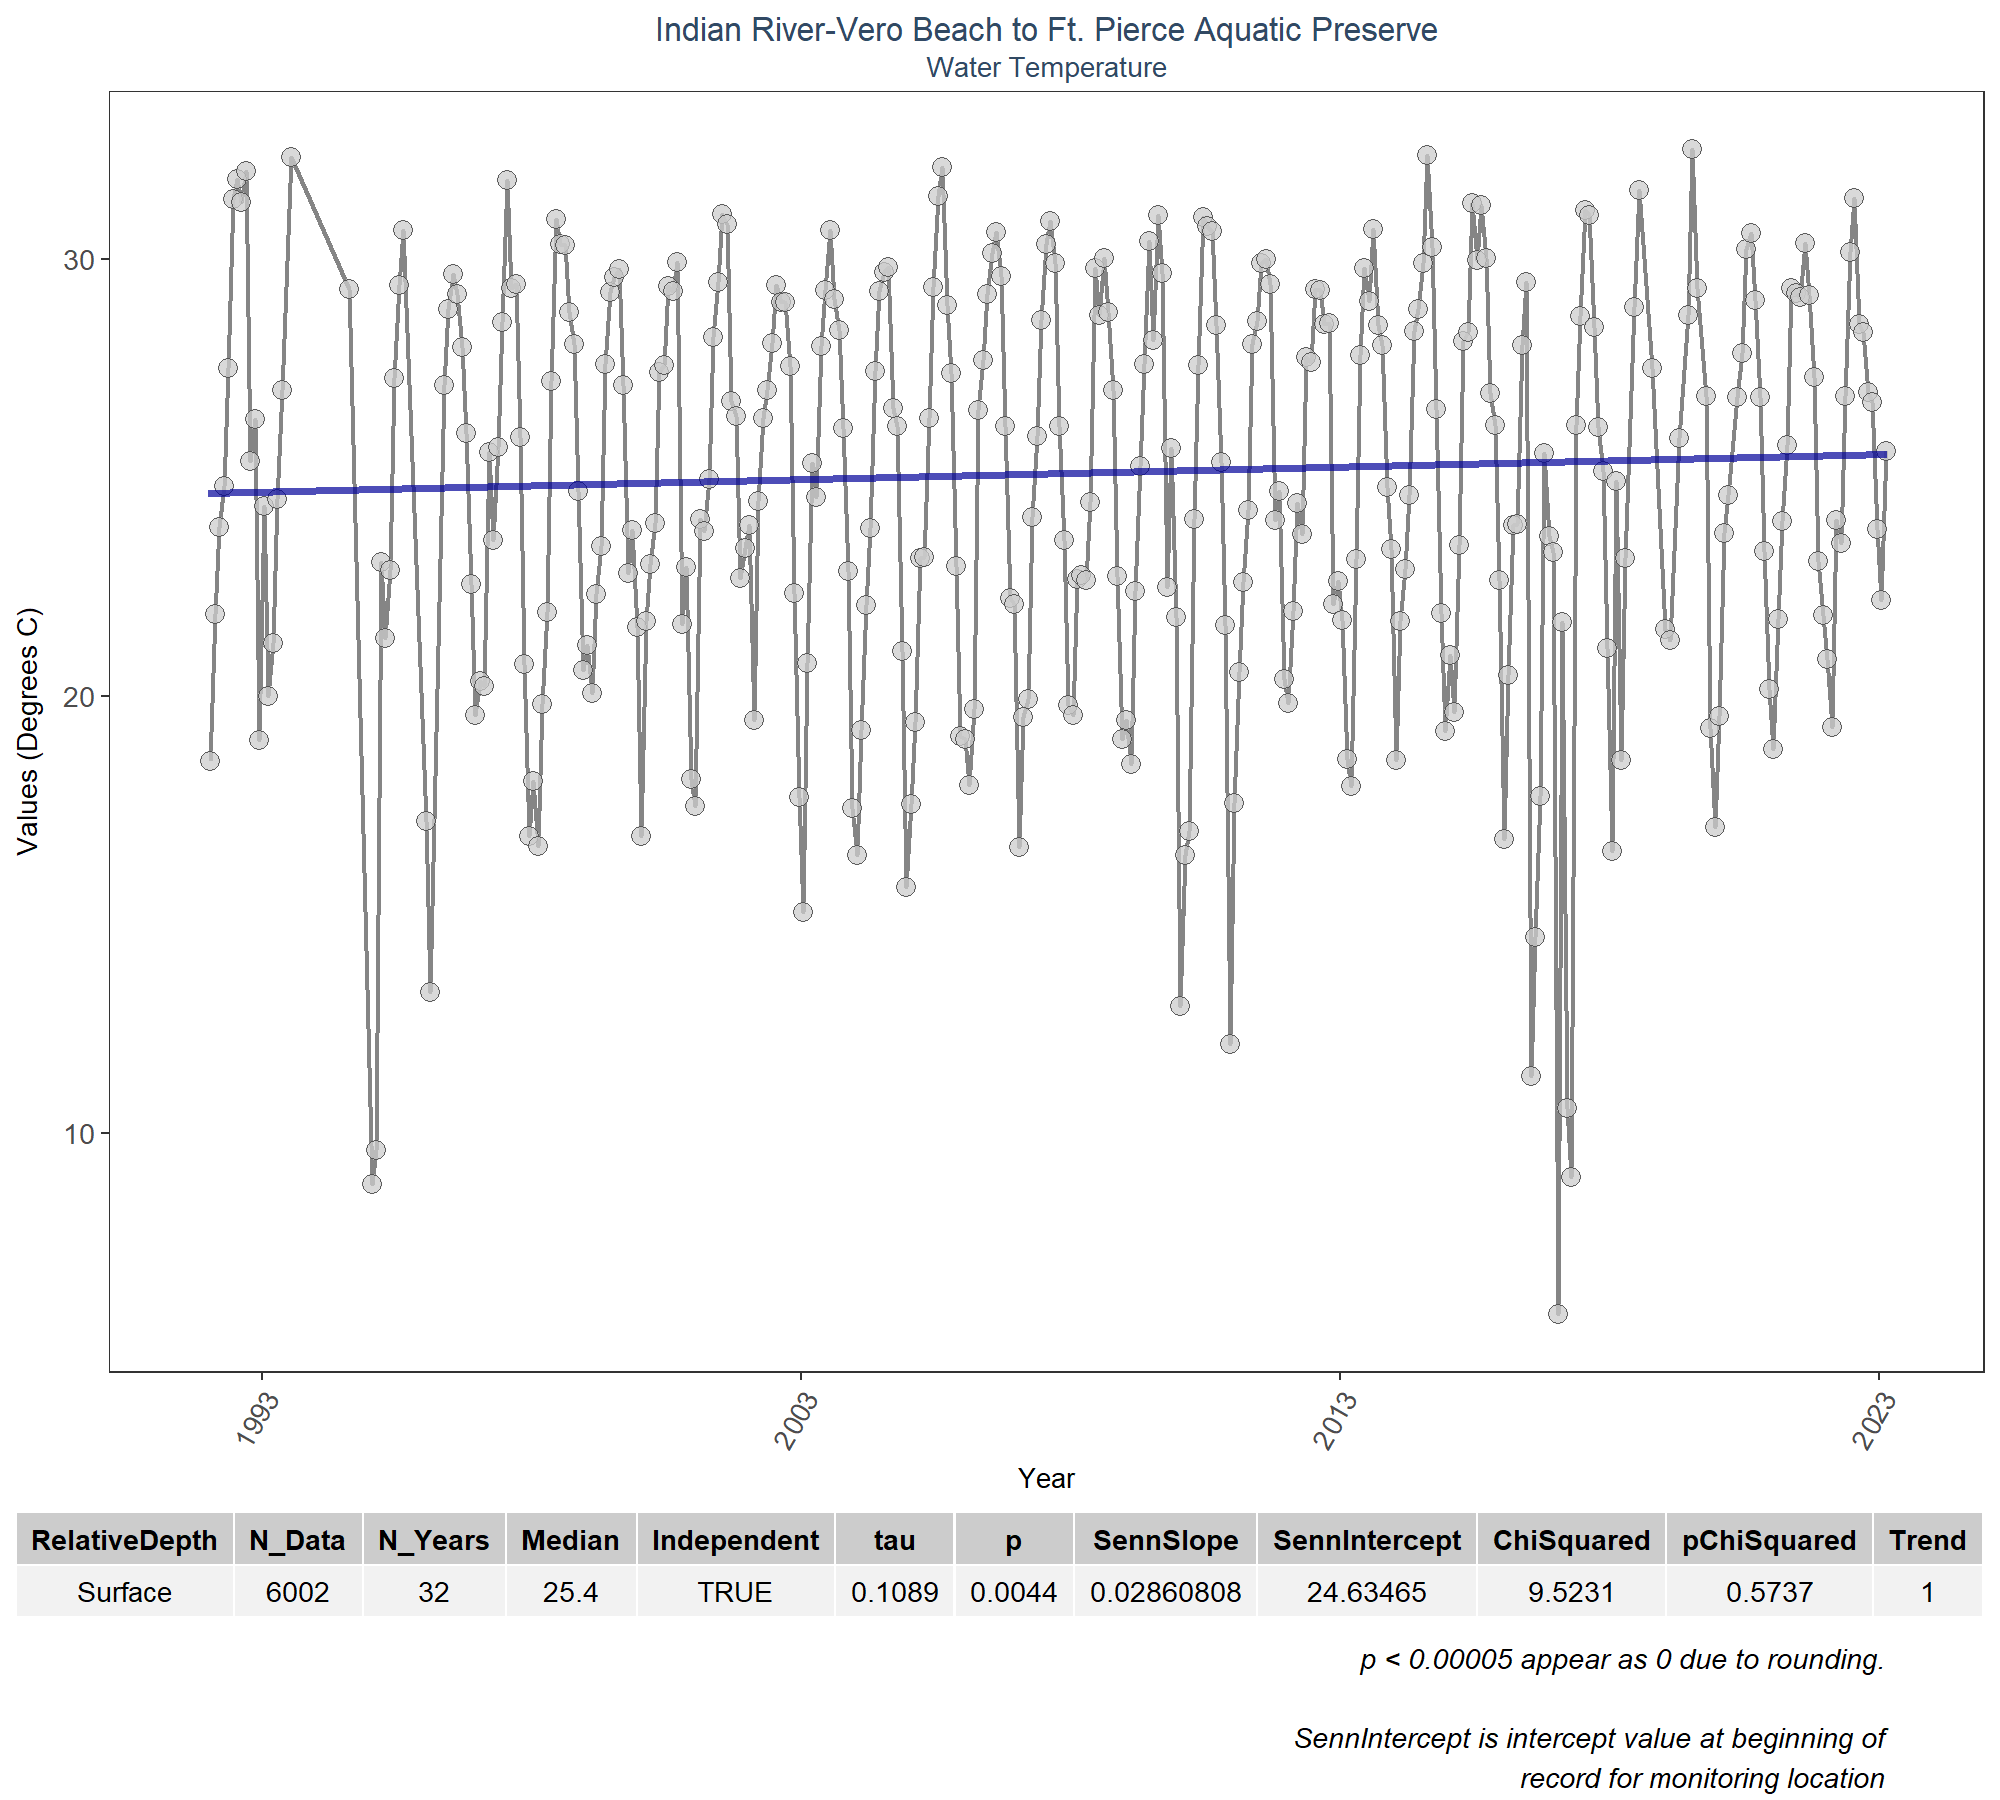 Indian River-Vero Beach to Ft. Pierce Aquatic Preserve
Water Temperature
Values (Degrees C)
30
20
10
1993
2003
2013
2023
Year
RelativeDepth N_Data N_Years Median Independent tau p SennSlope SennIntercept ChiSquared pChiSquared Trend
Surface 6002 32 25.4 TRUE 0.1089 0.0044 0.02860808 24.63465 9.5231 0.5737 1
p < 0.00005 appear as 0 due to rounding.
SennIntercept is intercept value at beginning of
record for monitoring location